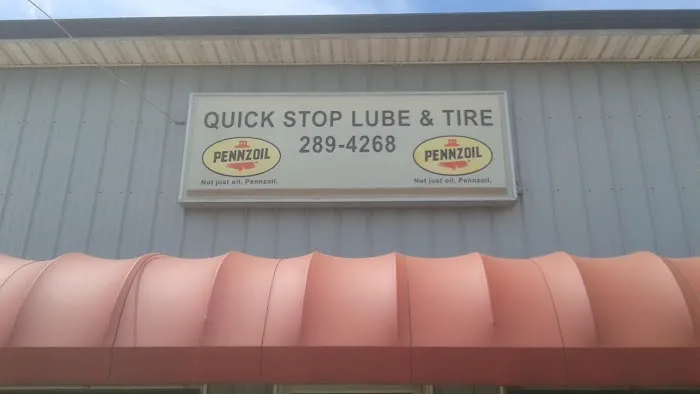 QUICK STOP LUBE & TIRE
289-4268
PENNZOIL
Not just oil, Pennzoil.
PENNZOIL
Not just oil, Pennzoil.